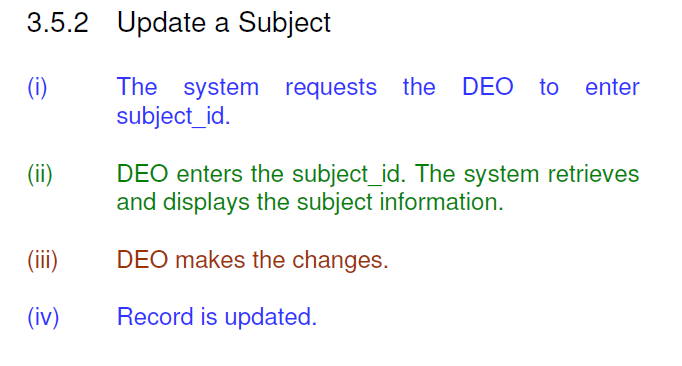 3.5.2 Update a Subject
(i) The system requests the DEO to enter
subject_id.
(ii) DEO enters the subject_id. The system retrieves
and displays the subject information.
(iii) DEO makes the changes.
(iv) Record is updated.